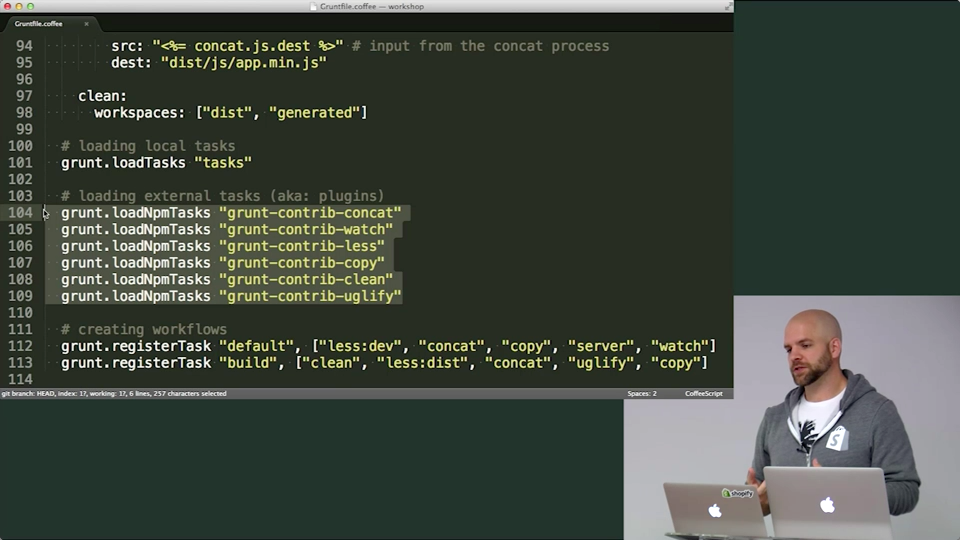 Gruntfile.coffee — workshop
Gruntfile.coffee
94 src: "<%= concat.js.dest %>" # input from the concat process
95 dest: "dist/js/app.min.js"
96
97 clean:
98 workspaces: ["dist", "generated"]
99
100 # loading local tasks
101 grunt.loadTasks "tasks"
102
103 # loading external tasks (aka: plugins)
104 grunt.loadNpmTasks "grunt-contrib-concat"
105 grunt.loadNpmTasks "grunt-contrib-watch"
106 grunt.loadNpmTasks "grunt-contrib-less"
107 grunt.loadNpmTasks "grunt-contrib-copy"
108 grunt.loadNpmTasks "grunt-contrib-clean"
109 grunt.loadNpmTasks "grunt-contrib-uglify"
110
111 # creating workflows
112 grunt.registerTask "default", ["less:dev", "concat", "copy", "server", "watch"]
113 grunt.registerTask "build", ["clean", "less:dist", "concat", "uglify", "copy"]
114
git branch: HEAD, index: 17, working: 17, 6 lines, 257 characters selected Spaces: 2 CoffeeScript
S
shopify